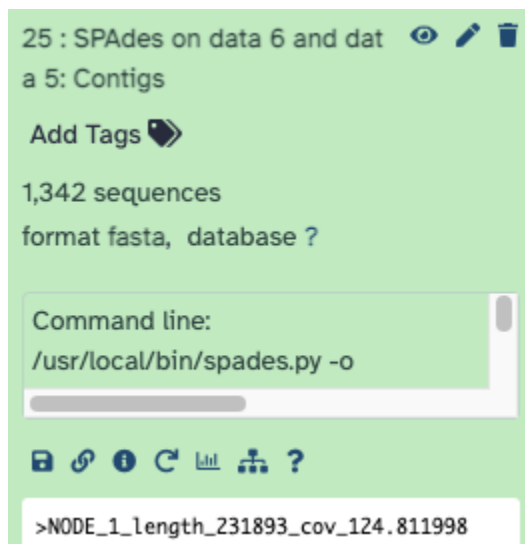 25 : SPAdes on data 6 and dat
a 5: Contigs
Add Tags
1,342 sequences
format fasta, database ?
Command line:
/usr/local/bin/spades.py -o
?
>NODE_1_length_231893_cov_124.811998